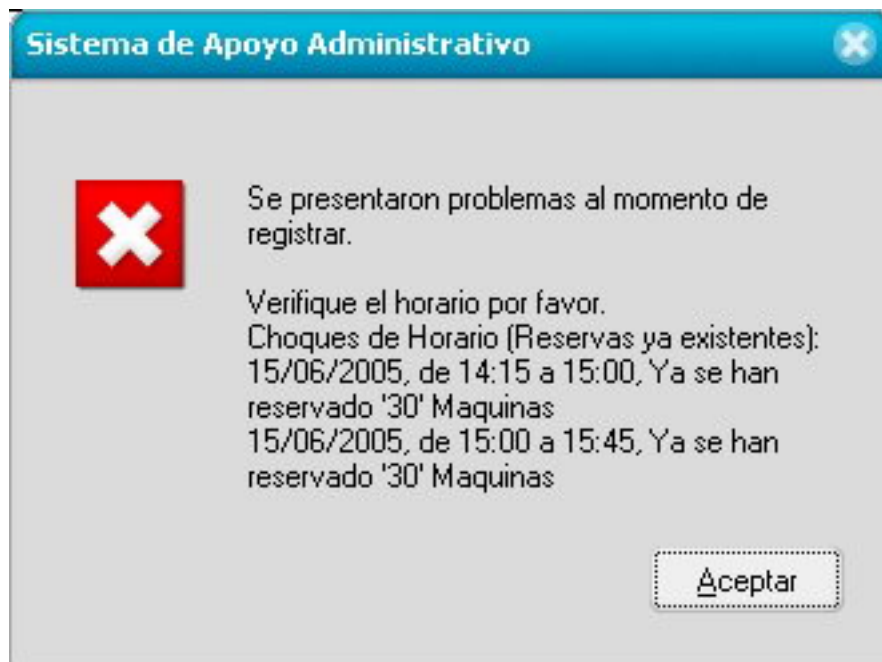 Sistema de Apoyo Administrativo
Se presentaron problemas al momento de
registrar.
Verifique el horario por favor.
Choques de Horario (Reservas ya existentes):
15/06/2005, de 14:15 a 15:00, Ya se han
reservado '30' Maquinas
15/06/2005, de 15:00 a 15:45, Ya se han
reservado '30' Maquinas
Aceptar